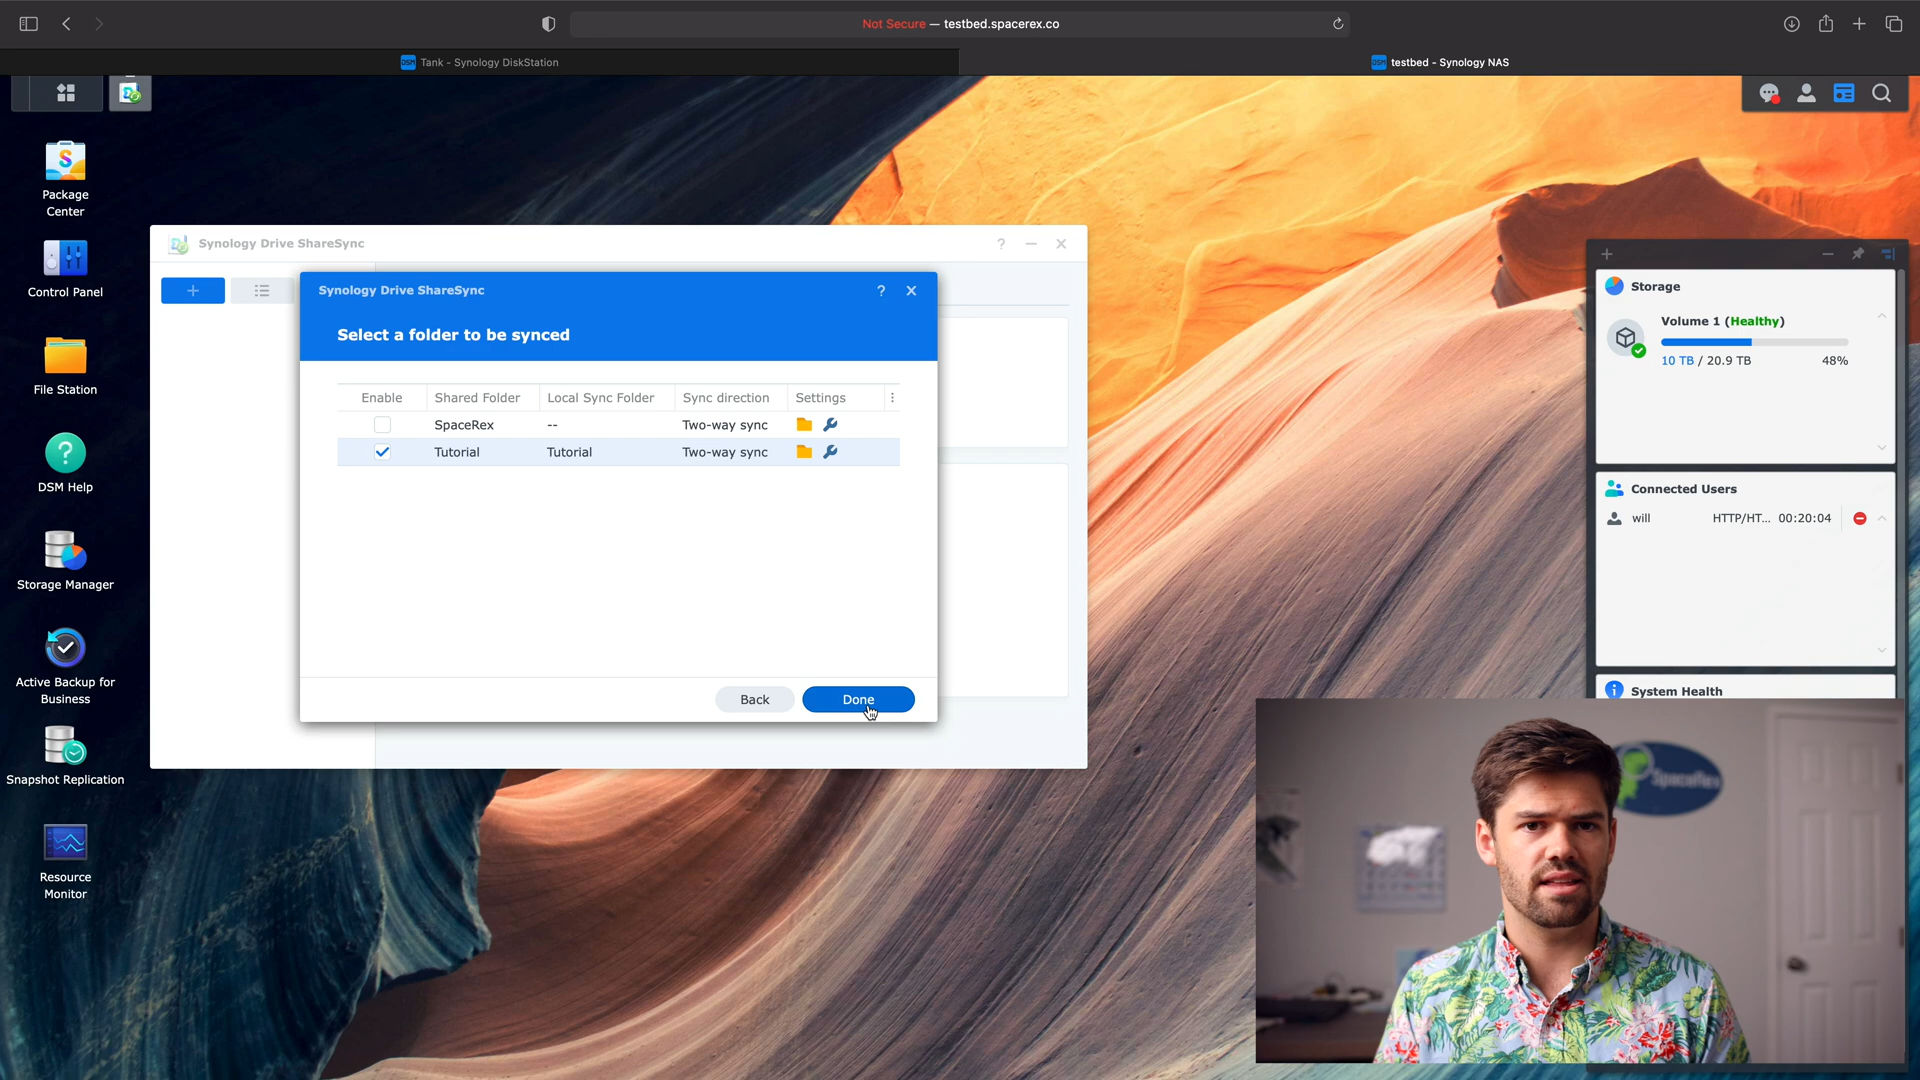 Not Secure — testbed.spacerex.co
Tank - Synology DiskStation
testbed - Synology NAS
Package
Center
Control Panel
File Station
DSM Help
Storage Manager
Active Backup for
Business
Snapshot Replication
Resource
Monitor
Synology Drive ShareSync
Synology Drive ShareSync
Select a folder to be synced
Enable Shared Folder Local Sync Folder Sync direction Settings
SpaceRex -- Two-way sync
Tutorial Tutorial Two-way sync
Back Done
Storage
Volume 1 (Healthy)
10 TB / 20.9 TB 48%
Connected Users
will HTTP/HT... 00:20:04
System Health
SpaceRex